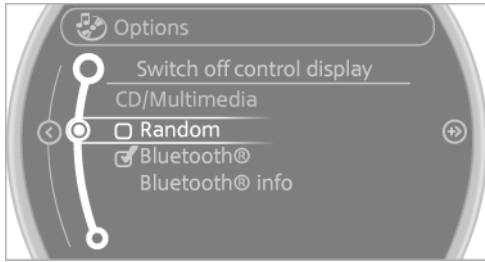 Options
Switch off control display
CD/Multimedia
Random
Bluetooth®
Bluetooth® info